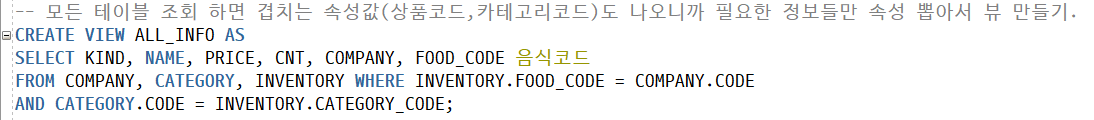 -- 모든 테이블 조회 하면 겹치는 속성값(상품코드,카테고리코드)도 나오니까 필요한 정보들만 속성 뽑아서 뷰 만들기.
CREATE VIEW ALL_INFO AS
SELECT KIND, NAME, PRICE, CNT, COMPANY, FOOD_CODE 음식코드
FROM COMPANY, CATEGORY, INVENTORY WHERE INVENTORY.FOOD_CODE = COMPANY.CODE
AND CATEGORY.CODE = INVENTORY.CATEGORY_CODE;